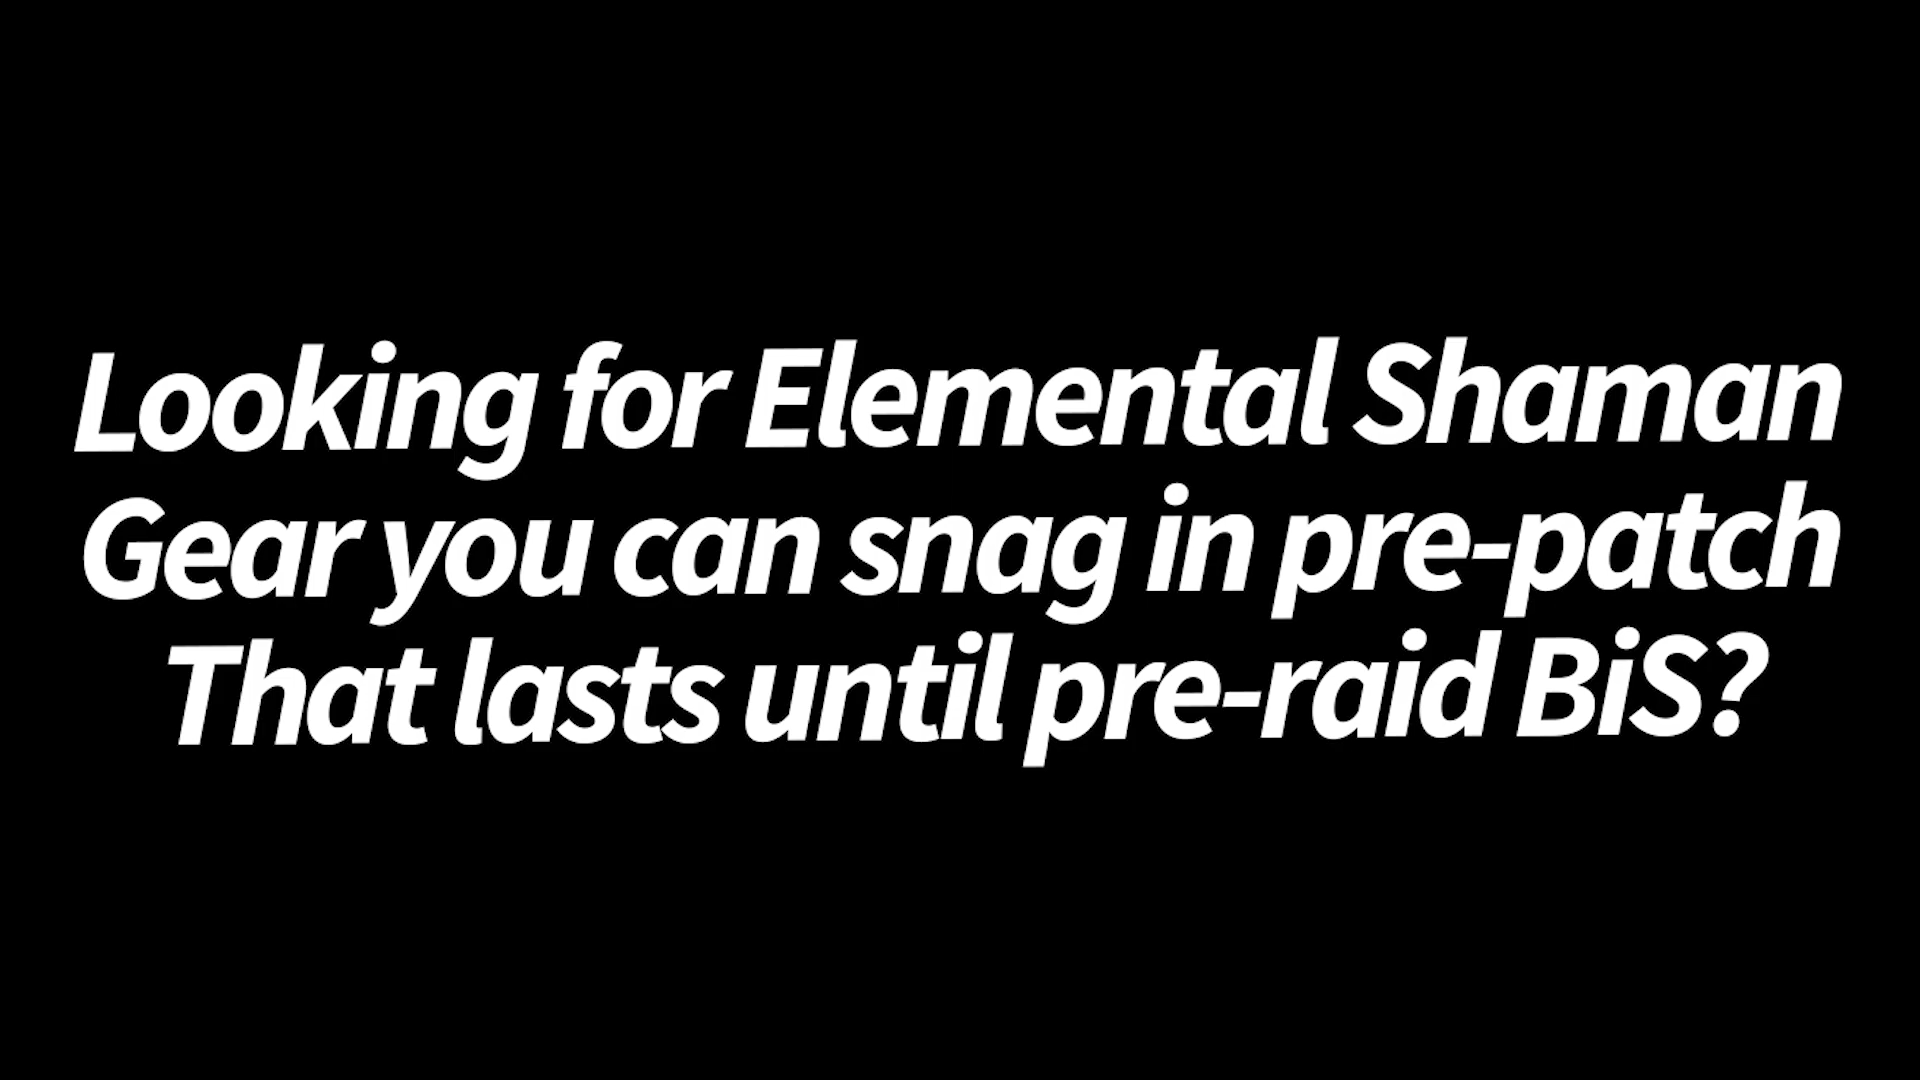 Looking for Elemental Shaman
Gear you can snag in pre-patch
That lasts until pre-raid BiS?